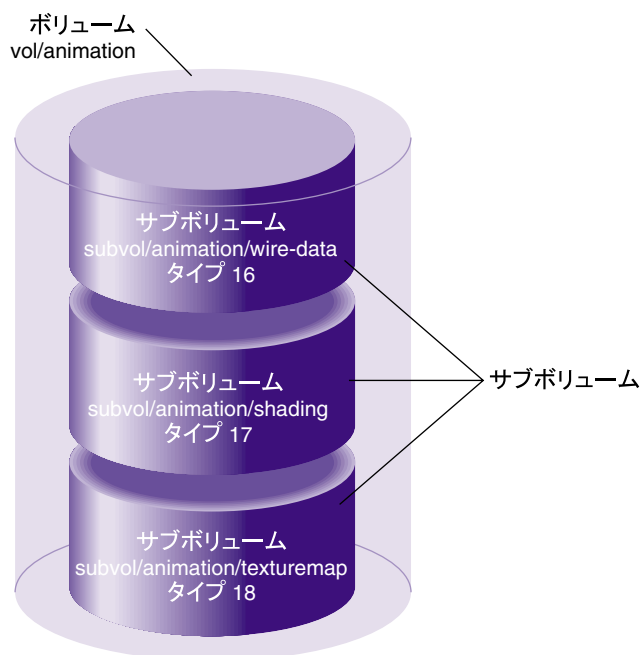 ボリューム
vol/animation
サブボリューム
subvol/animation/wire-data
タイプ 16
サブボリューム
サブボリューム
subvol/animation/shading
タイプ 17
サブボリューム
subvol/animation/texturemap
タイプ 18